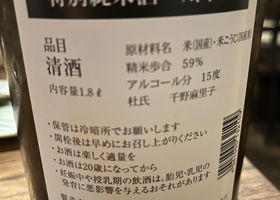 特別純米酒
品目
清酒
内容量1.8ℓ
原材料名 米(国産)・米こうじ(国産米)
精米歩合 59%
アルコール分 15度
杜氏 千野麻里子
・保管は冷暗所でお願いします
・開栓後は早めにお召し上がりください
・お酒は楽しく適量を
・お酒は20歳になってから
・妊娠中や授乳期の飲酒は、胎児・乳児の
発育に悪影響を与えるおそれがあります